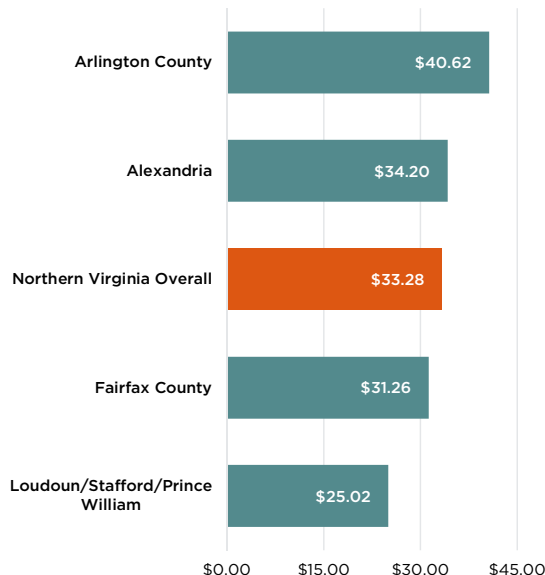 Arlington County
$40.62
Alexandria
$34.20
Northern Virginia Overall
$33.28
Fairfax County
$31.26
Loudoun/Stafford/Prince
William
$25.02
$0.00 $15.00 $30.00 $45.00